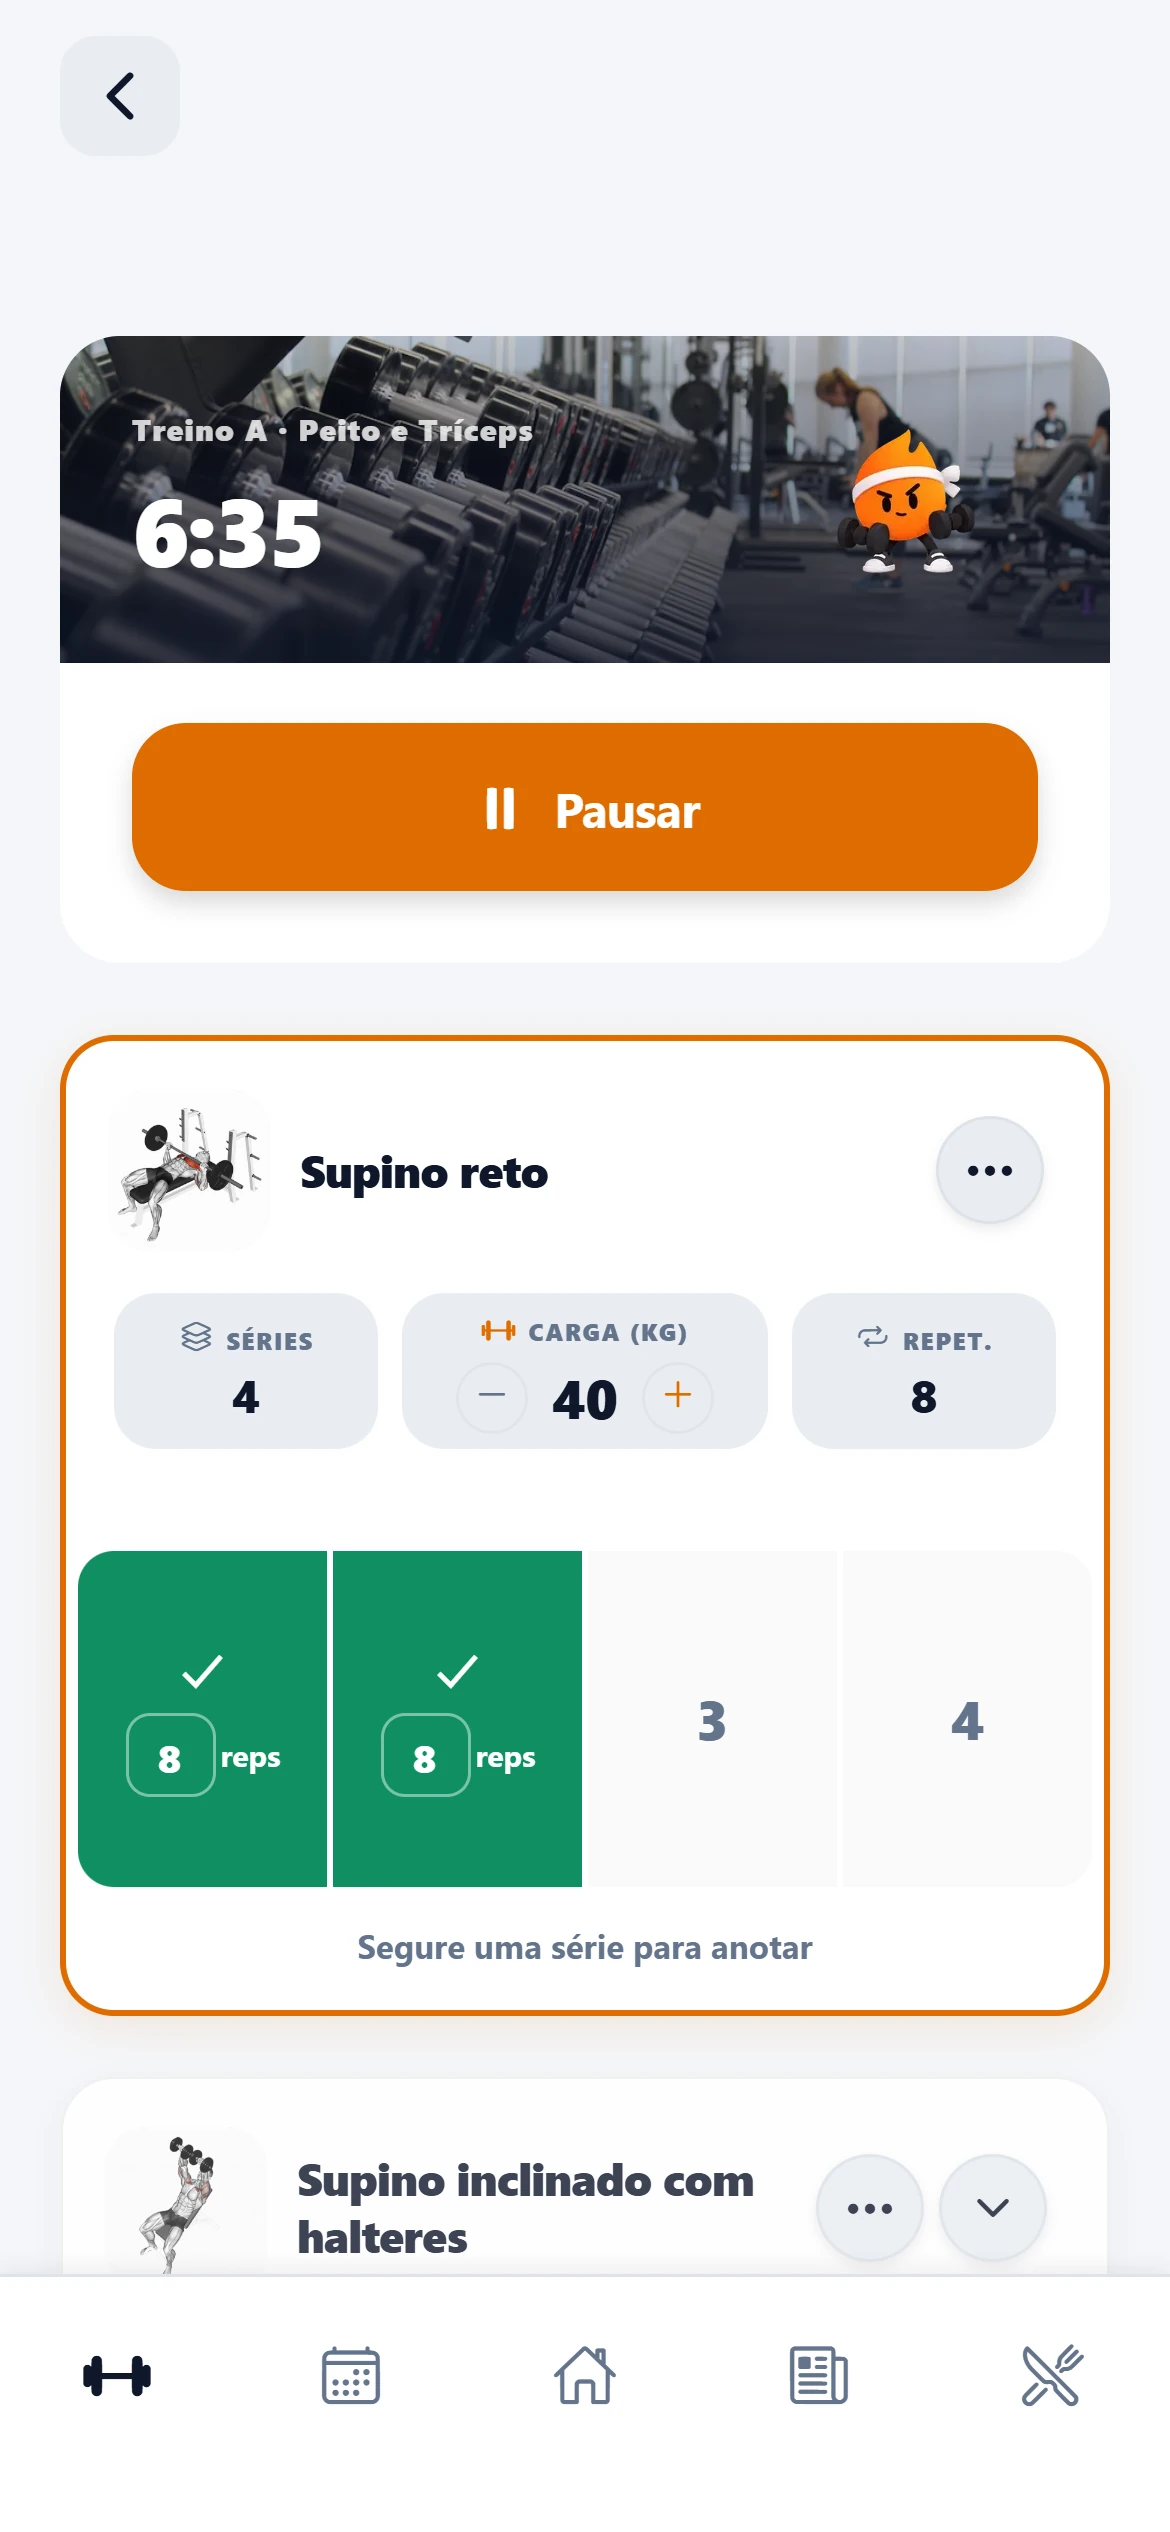 Treino A · Peito e Tríceps
6:35
Pausar
Supino reto
SÉRIES
4
CARGA (KG)
40
REPET.
8
8 reps
8 reps
3
4
Segure uma série para anotar
Supino inclinado com
halteres